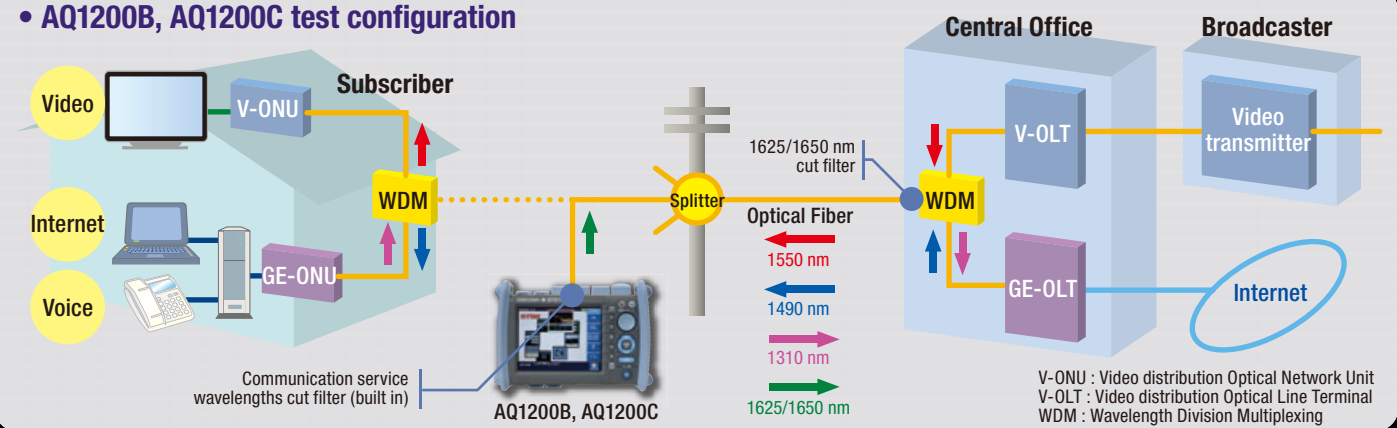 • AQ1200B, AQ1200C test configuration
Central Office
Broadcaster
Subscriber
Video
V-ONU
V-OLT
Video
transmitter
1625/1650 nm
cut filter
WDM
Splitter
WDM
Internet
Optical Fiber
1550 nm
GE-ONU
GE-OLT
Internet
1490 nm
Voice
1310 nm
Communication service
wavelengths cut filter (built in)
AQ1200B, AQ1200C
1625/1650 nm
V-ONU : Video distribution Optical Network Unit
V-OLT : Video distribution Optical Line Terminal
WDM : Wavelength Division Multiplexing